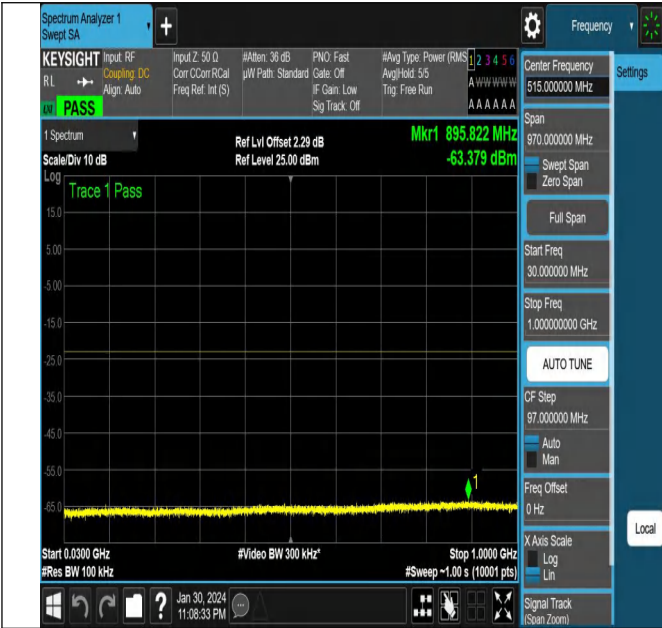 Spectrum Analyzer 1
Swept SA
+
Frequency
KEYSIGHT
RL
LXI
PASS
Input: RF
Coupling: DC
Align: Auto
Input Z: 50 Ω
Corr CCorr RCal
Freq Ref: Int (S)
#Atten: 36 dB
µW Path: Standard
PNO: Fast
Gate: Off
IF Gain: Low
Sig Track: Off
#Avg Type: Power (RMS
Avg|Hold: 5/5
Trig: Free Run
1 2 3 4 5 6
A W W W W W
A A A A A A
1 Spectrum
Scale/Div 10 dB
Ref Lvl Offset 2.29 dB
Ref Level 25.00 dBm
Mkr1 895.822 MHz
-63.379 dBm
Log
Trace 1 Pass
15.0
5.00
-5.00
-15.0
-25.0
-35.0
-45.0
-55.0
-65.0
1
Start 0.0300 GHz
#Res BW 100 kHz
#Video BW 300 kHz*
Stop 1.0000 GHz
#Sweep ~1.00 s (10001 pts)
Jan 30, 2024
11:08:33 PM
?
Center Frequency
515.000000 MHz
Settings
Span
970.000000 MHz
Swept Span
Zero Span
Full Span
Start Freq
30.000000 MHz
Stop Freq
1.000000000 GHz
AUTO TUNE
CF Step
97.000000 MHz
Auto
Man
Freq Offset
0 Hz
X Axis Scale
Log
Lin
Local
Signal Track
(Span Zoom)